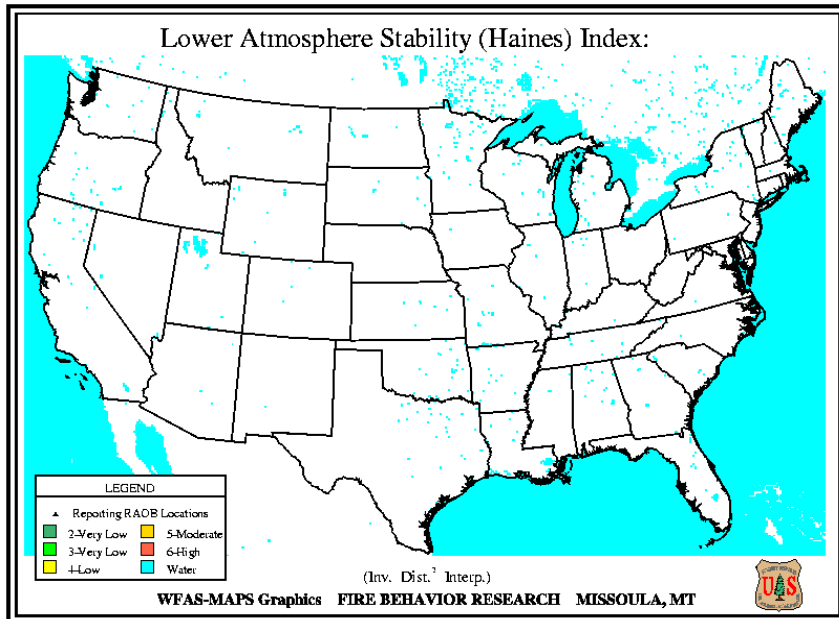 Lower Atmosphere Stability (Haines) Index:
LEGEND
Reporting RAOB Locations
2-Very Low
5-Moderate
3-Very Low
6-High
4-Low
Water
(Inv. Dist.² Interp.)
WFAS-MAPS Graphics FIRE BEHAVIOR RESEARCH MISSOULA, MT
U S